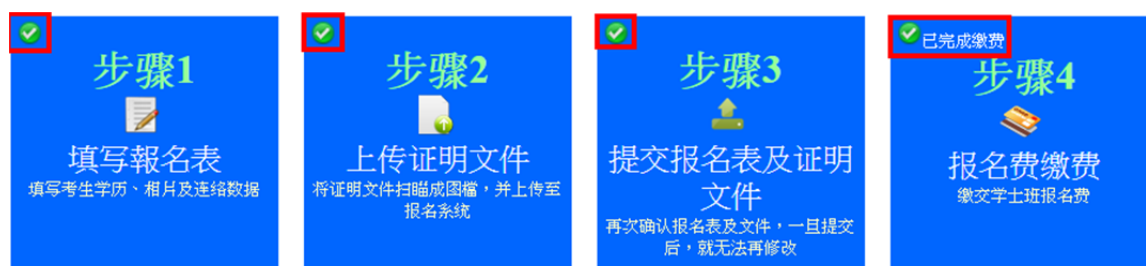 步骤1
填写報名表
填写考生学历、相片及连络数据
步骤2
上传证明文件
将证明文件扫瞄成图檔，并上传至
报名系统
步骤3
提交报名表及证明
文件
再次确认报名表及文件，一旦提交
后，就无法再修改
已完成缴费
步骤4
报名费缴费
缴交学士班报名费